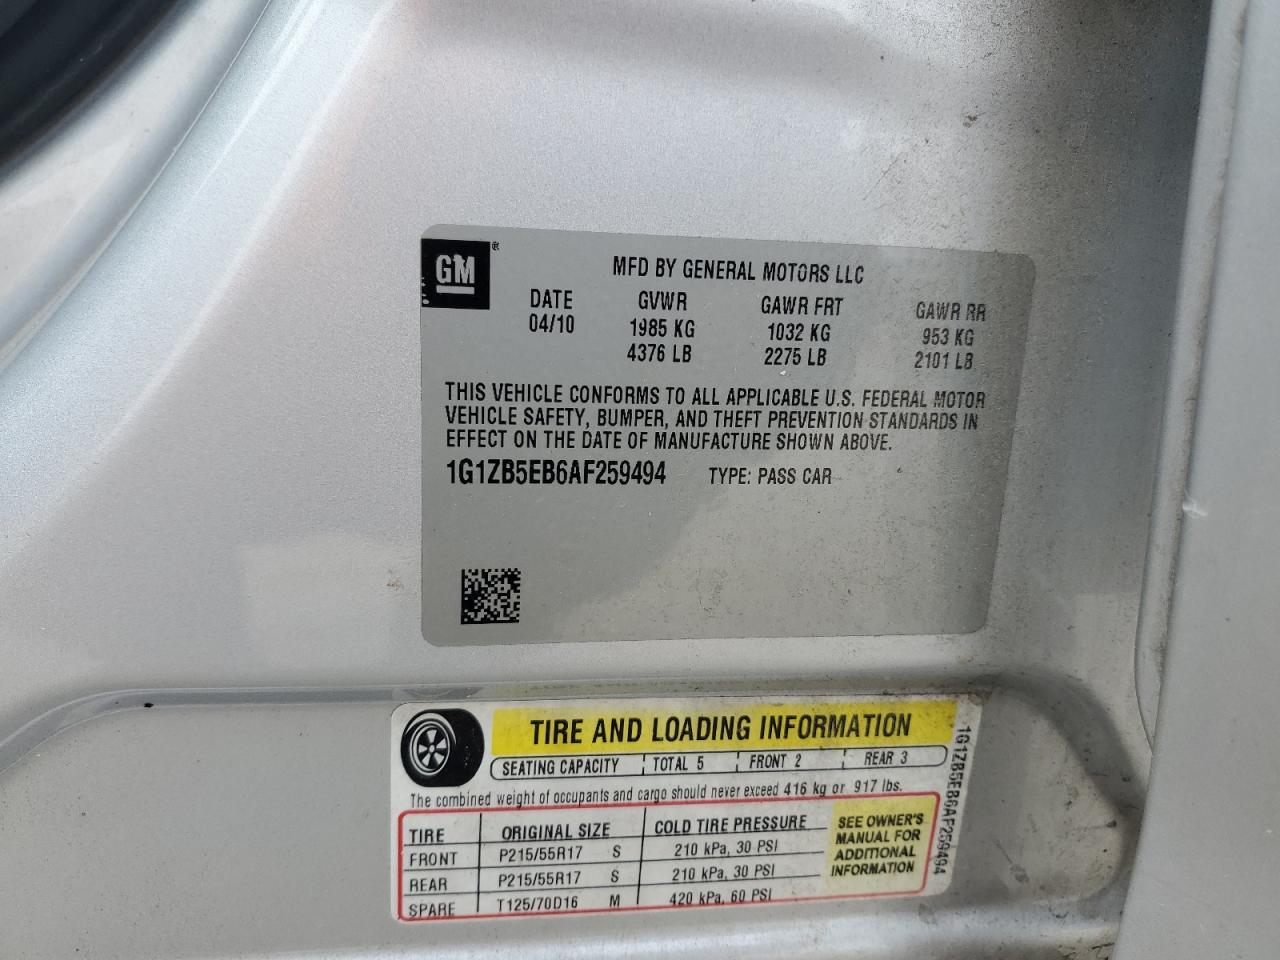 GM ®
MFD BY GENERAL MOTORS LLC
DATE GVWR GAWR FRT GAWR RR
04/10 1985 KG 1032 KG 953 KG
4376 LB 2275 LB 2101 LB
THIS VEHICLE CONFORMS TO ALL APPLICABLE U.S. FEDERAL MOTOR
VEHICLE SAFETY, BUMPER, AND THEFT PREVENTION STANDARDS IN
EFFECT ON THE DATE OF MANUFACTURE SHOWN ABOVE.
1G1ZB5EB6AF259494 TYPE: PASS CAR
TIRE AND LOADING INFORMATION
SEATING CAPACITY TOTAL 5 FRONT 2 REAR 3
The combined weight of occupants and cargo should never exceed 416 kg or 917 lbs.
TIRE ORIGINAL SIZE COLD TIRE PRESSURE
FRONT P215/55R17 S 210 kPa, 30 PSI
REAR P215/55R17 S 210 kPa, 30 PSI
SPARE T125/70D16 M 420 kPa, 60 PSI
SEE OWNER'S
MANUAL FOR
ADDITIONAL
INFORMATION
1G1ZB5EB6AF259494